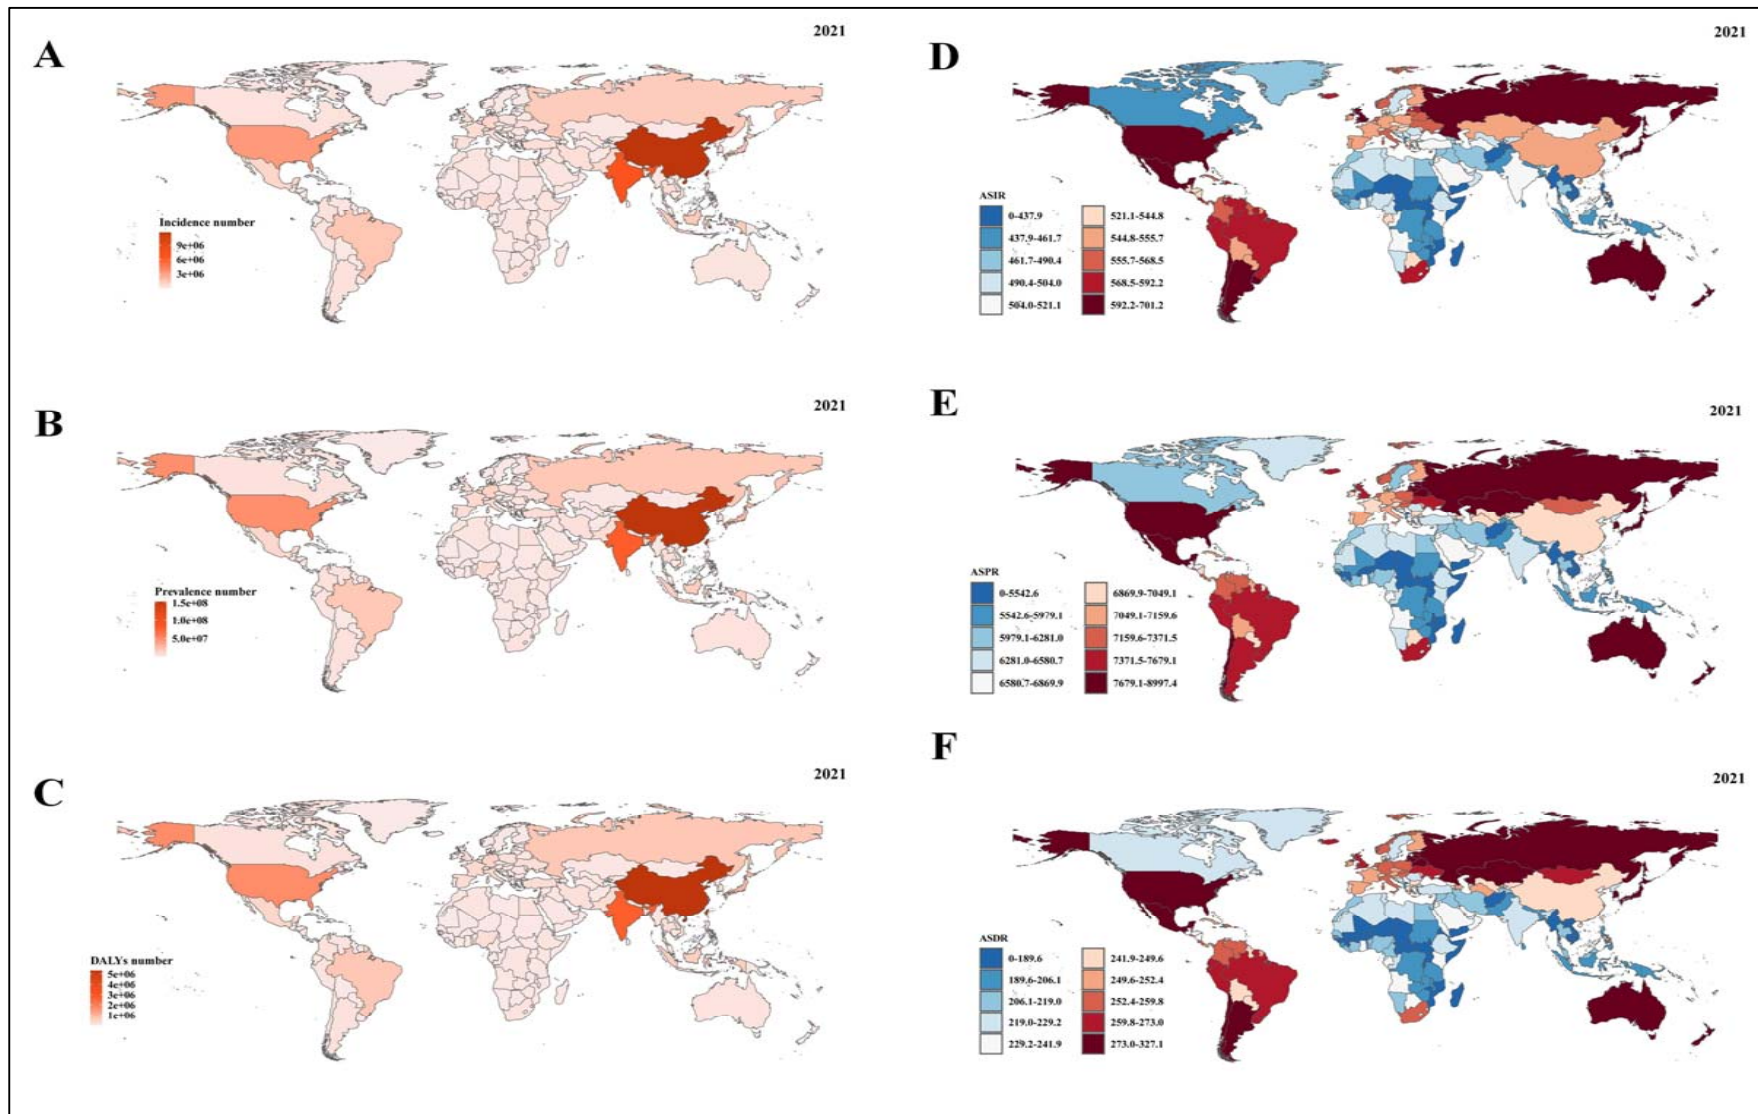 A
2021
Incidence number
9e+06
6e+06
3e+06
B
2021
Prevalence number
1.5e+08
1.0e+08
5.0e+07
C
2021
DALYs number
5e+06
4e+06
3e+06
2e+06
1e+06
D
2021
ASIR
0-437.9
437.9-461.7
461.7-490.4
490.4-504.0
504.0-521.1
521.1-544.8
544.8-555.7
555.7-568.5
568.5-592.2
592.2-701.2
E
2021
ASPR
0-5542.6
5542.6-5979.1
5979.1-6281.0
6281.0-6580.7
6580.7-6869.9
6869.9-7049.1
7049.1-7159.6
7159.6-7371.5
7371.5-7679.1
7679.1-8997.4
F
2021
ASDR
0-189.6
189.6-206.1
206.1-219.0
219.0-229.2
229.2-241.9
241.9-249.6
249.6-252.4
252.4-259.8
259.8-273.0
273.0-327.1